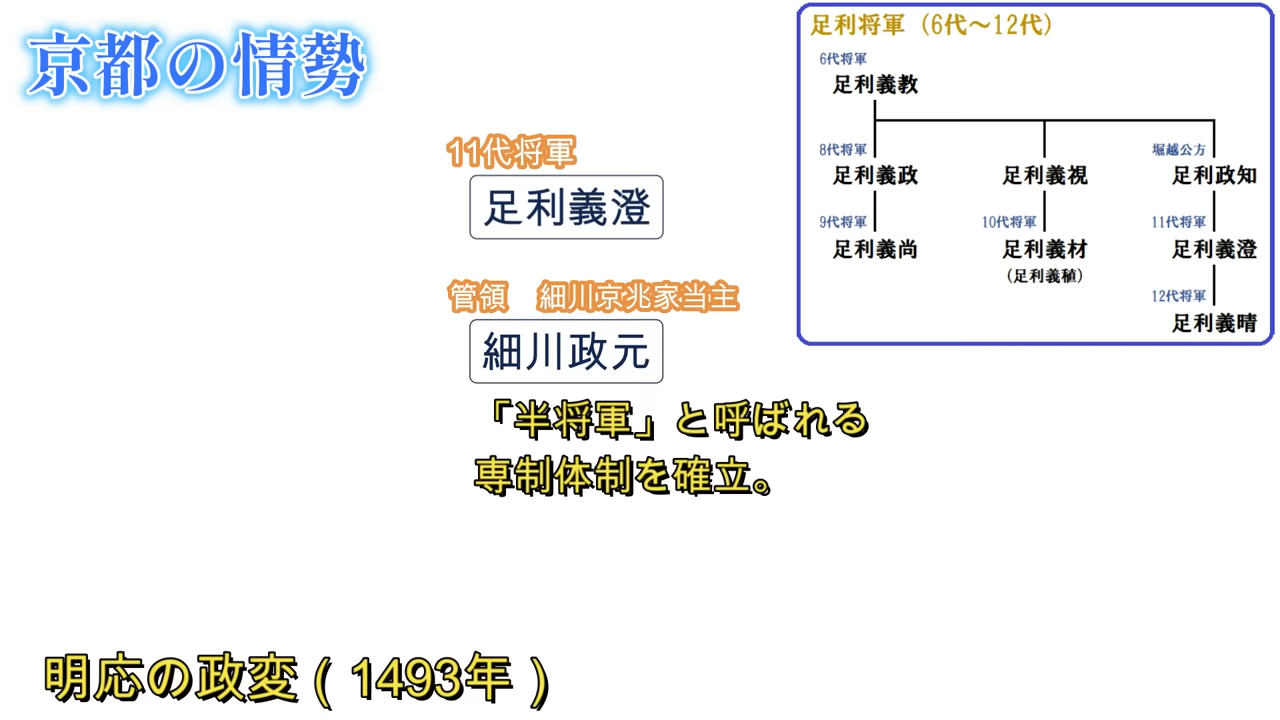 京都の情勢
11代将軍
足利義澄
管領　細川京兆家当主
細川政元
「半将軍」と呼ばれる
専制体制を確立。
明応の政変（1493年）
足利将軍（6代～12代）
6代将軍
足利義教
8代将軍
足利義政
足利義視
堀越公方
足利政知
9代将軍
足利義尚
10代将軍
足利義材
（足利義稙）
11代将軍
足利義澄
12代将軍
足利義晴